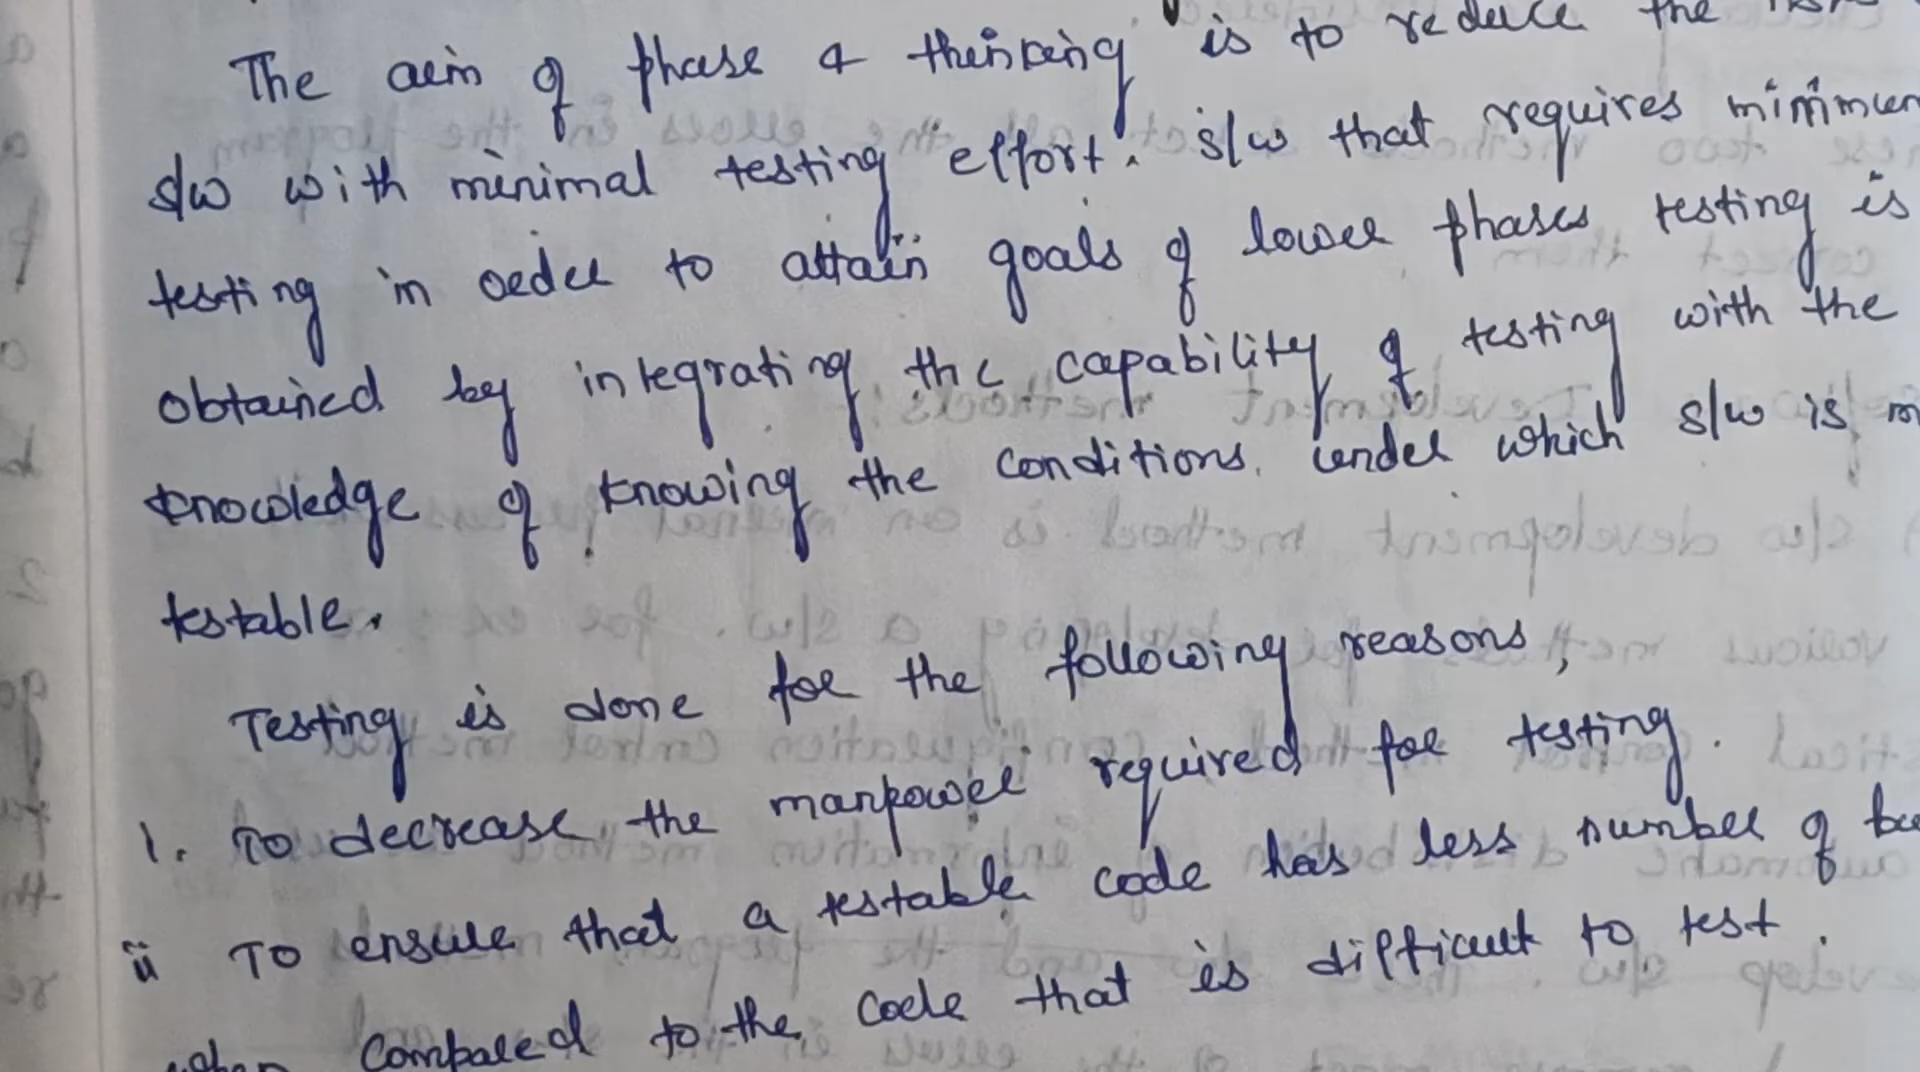 The aim of phase 4 thinking is to reduce the
s/w with minimal testing effort. s/w that requires
testing in order to attain goals of lower phases testing is
obtained by integrating the capability of testing with the
knowledge of knowing the conditions. under which s/w is
testable.
Testing is done for the following reasons,
1. To decrease the manpower required for testing.
ii To ensure that a testable code has less number of
when compared to the code that is difficult to test.